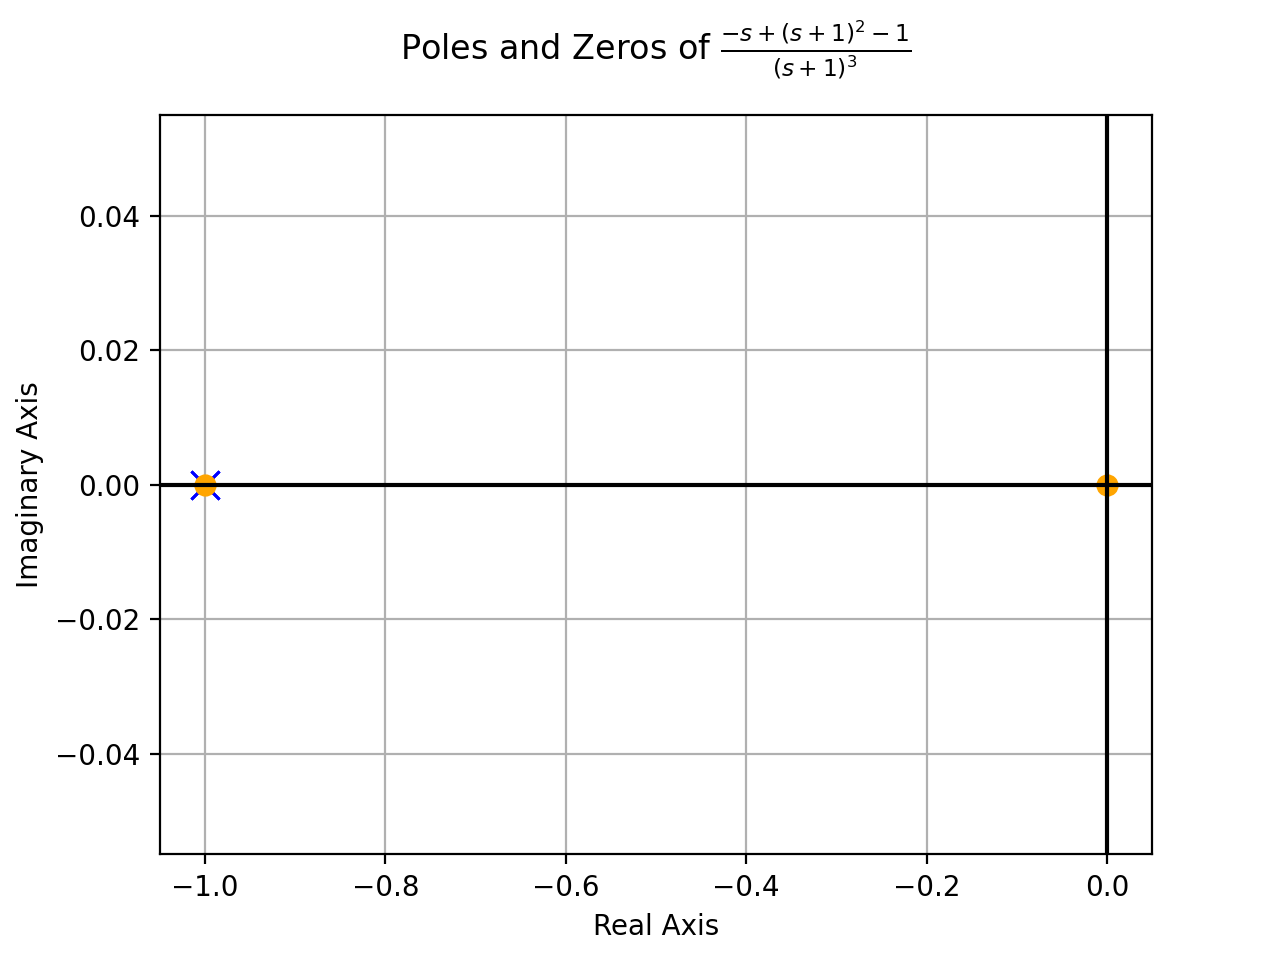 Poles and Zeros of $\frac{-s+(s+1)^2-1}{(s+1)^3}$
0.04
0.02
0.00
−0.02
−0.04
Imaginary Axis
−1.0 −0.8 −0.6 −0.4 −0.2 0.0
Real Axis